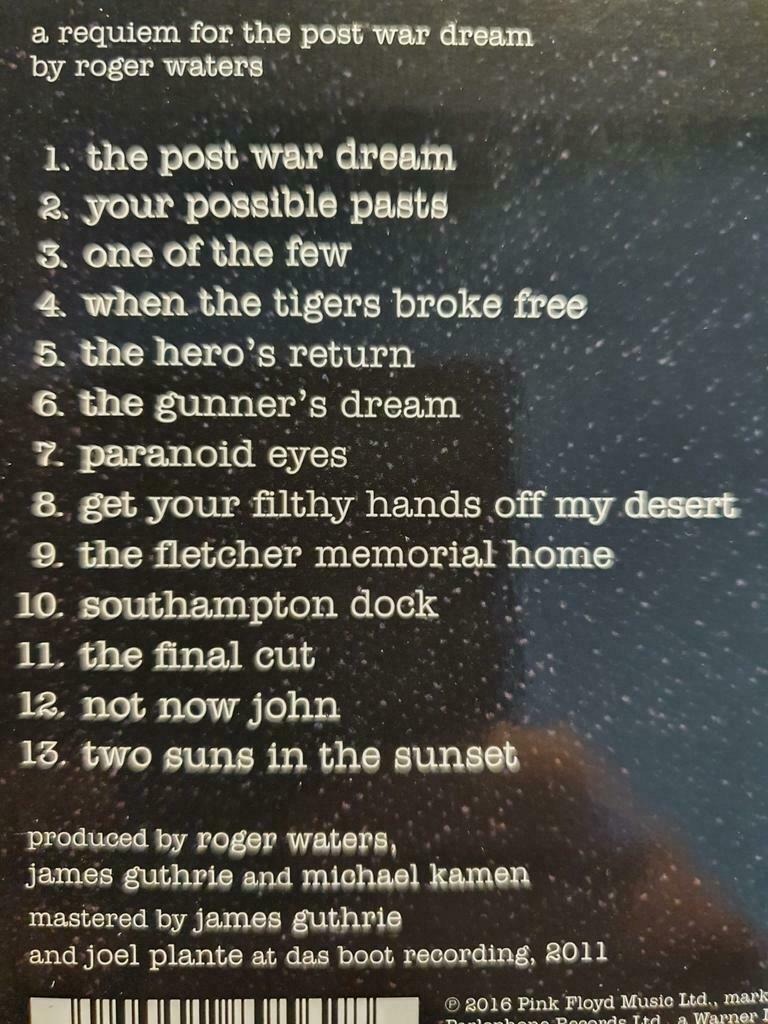 a requiem for the post war dream
by roger waters
1. the post war dream
2. your possible pasts
3. one of the few
4. when the tigers broke free
5. the hero's return
6. the gunner's dream
7. paranoid eyes
8. get your filthy hands off my desert
9. the fletcher memorial home
10. southampton dock
11. the final cut
12. not now john
13. two suns in the sunset
produced by roger waters,
james guthrie and michael kamen
mastered by james guthrie
and joel plante at das boot recording, 2011
℗ 2016 Pink Floyd Music Ltd., mark
Parlophone Records Ltd., a Warner